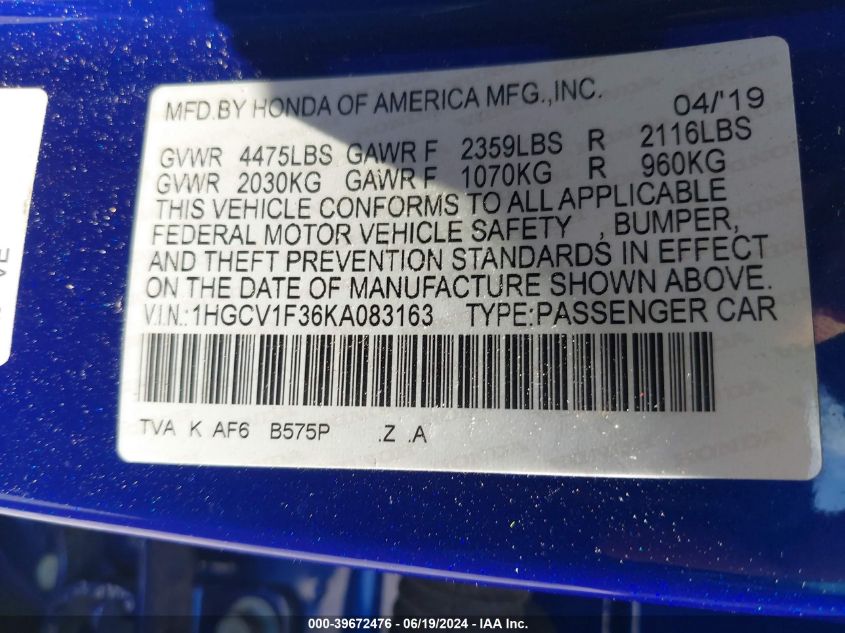 MFD.BY HONDA OF AMERICA MFG.,INC. 04/'19
GVWR 4475LBS GAWR F 2359LBS R 2116LBS
GVWR 2030KG GAWR F 1070KG R 960KG
THIS VEHICLE CONFORMS TO ALL APPLICABLE
FEDERAL MOTOR VEHICLE SAFETY , BUMPER,
AND THEFT PREVENTION STANDARDS IN EFFECT
ON THE DATE OF MANUFACTURE SHOWN ABOVE.
V.I.N.:1HGCV1F36KA083163 TYPE:PASSENGER CAR
TVA K AF6 B575P .Z .A
VE
000-39672476 - 06/19/2024 - IAA Inc.